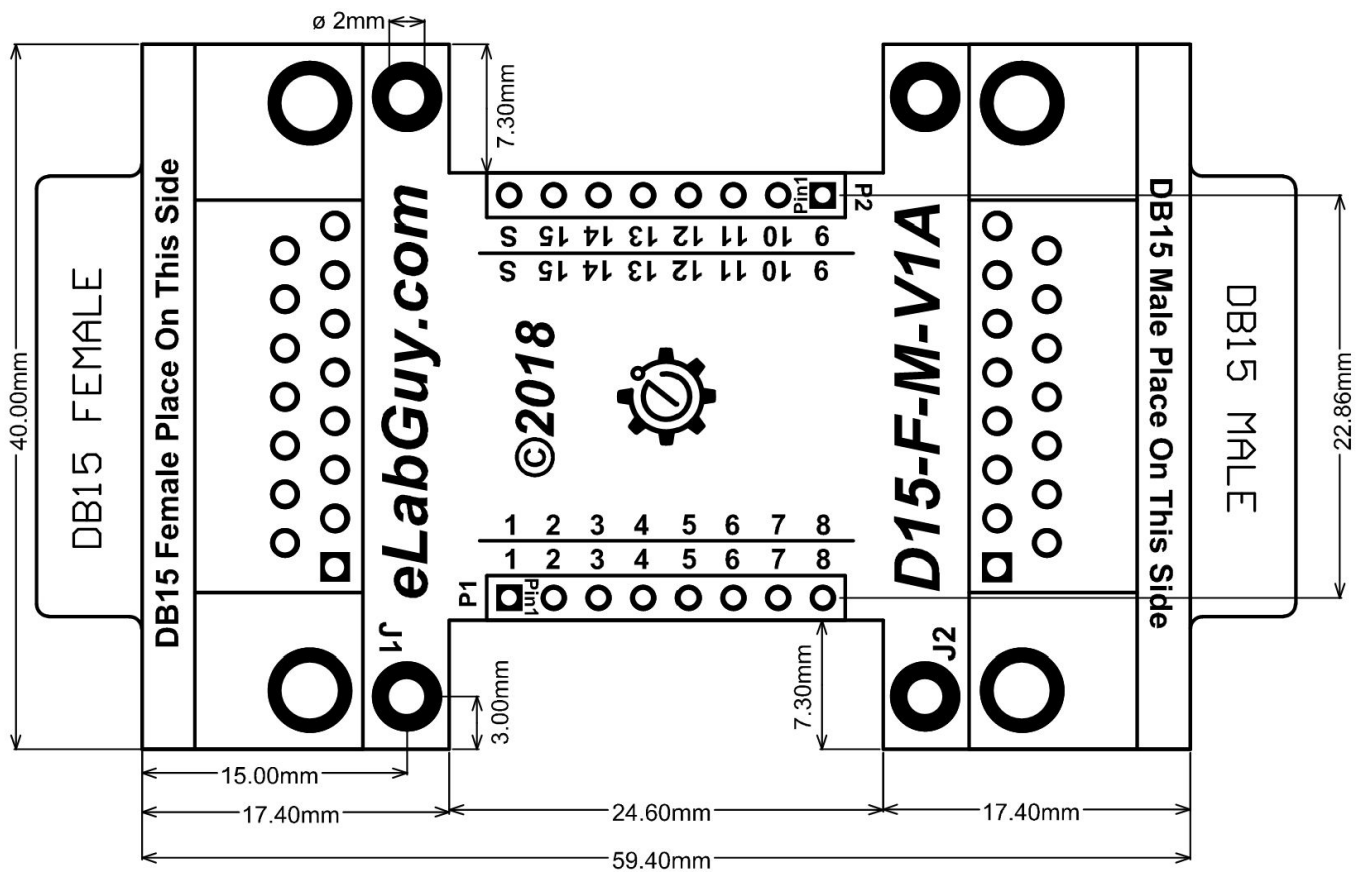 ø 2mm
7.30mm
40.00mm
DB15 FEMALE
DB15 Female Place On This Side
eLabGuy.com
J1
Pin1
P2
S 15 14 13 12 11 10 9
S 15 14 13 12 11 10 9
©2018
1 2 3 4 5 6 7 8
1 2 3 4 5 6 7 8
P1
Pin1
D15-F-M-V1A
J2
DB15 Male Place On This Side
DB15 MALE
22.86mm
3.00mm
7.30mm
15.00mm
17.40mm
24.60mm
17.40mm
59.40mm